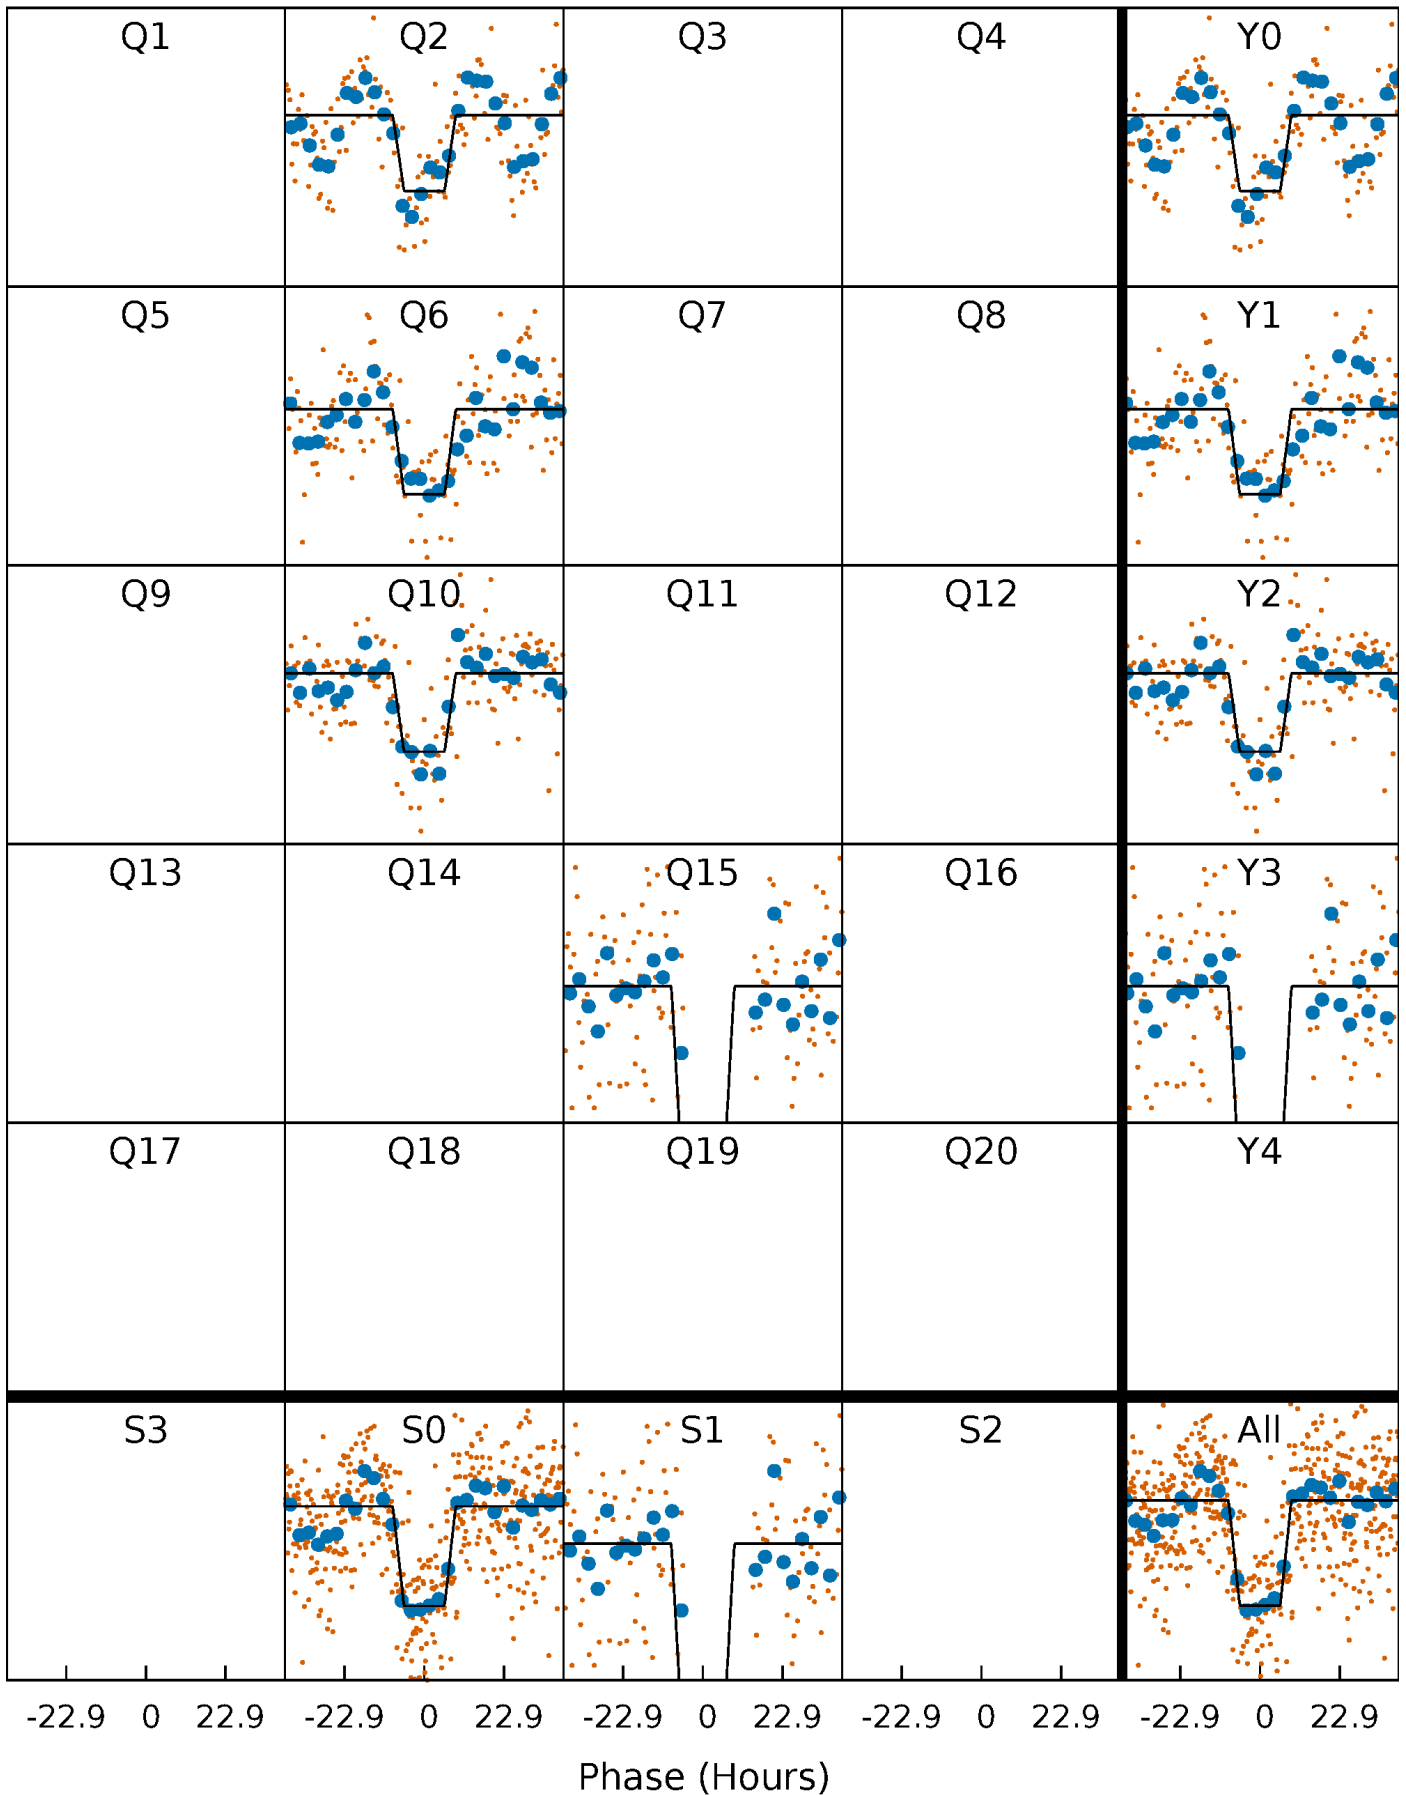 Q1 Q2 Q3 Q4 Y0
Q5 Q6 Q7 Q8 Y1
Q9 Q10 Q11 Q12 Y2
Q13 Q14 Q15 Q16 Y3
Q17 Q18 Q19 Q20 Y4
S3 S0 S1 S2 All
-22.9 0 22.9 -22.9 0 22.9 -22.9 0 22.9 -22.9 0 22.9 -22.9 0 22.9
Phase (Hours)